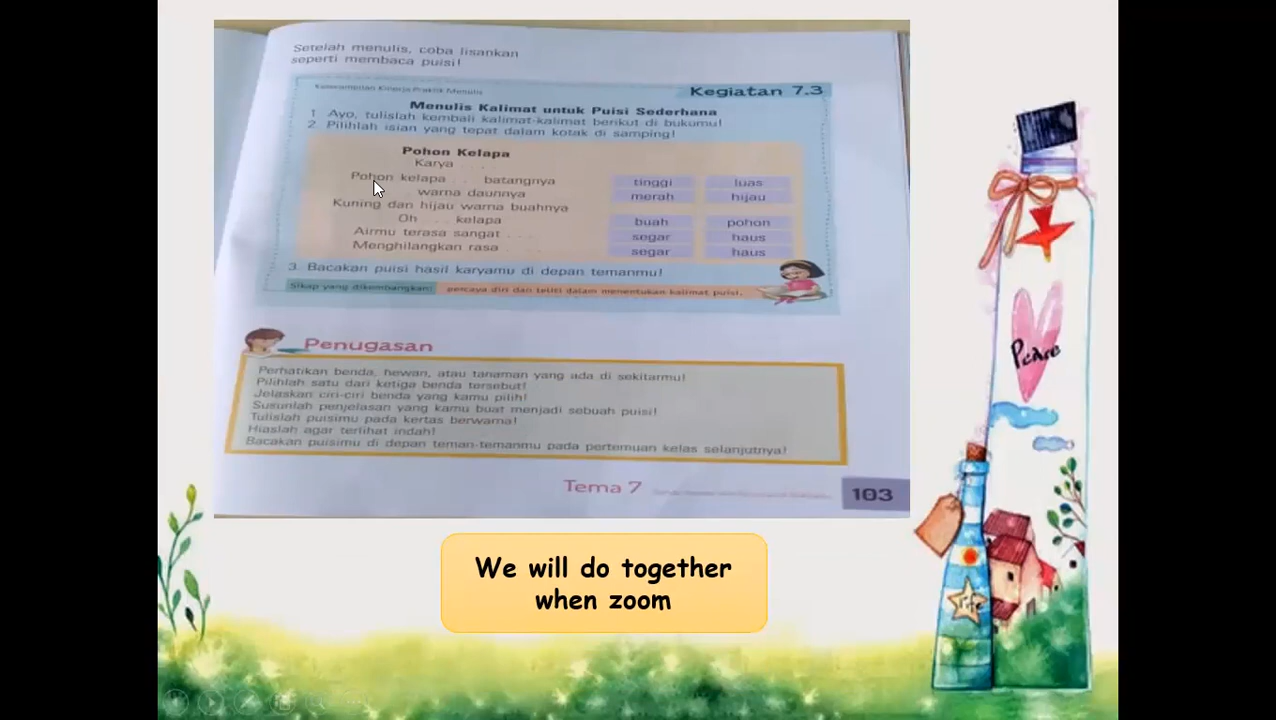 Setelah menulis, coba lisankan
seperti membaca puisi!
Keterampilan Kinerja Praktik Menulis
Kegiatan 7.3
Menulis Kalimat untuk Puisi Sederhana
1 Ayo, tulislah kembali kalimat-kalimat berikut di bukumu!
2. Pilihlah isian yang tepat dalam kotak di samping!
Pohon Kelapa
Karya . . .
Pohon kelapa . . . batangnya tinggi luas
. . . warna daunnya merah hijau
Kuning dan hijau warna buahnya
Oh . . . kelapa buah pohon
Airmu terasa sangat . . . segar haus
Menghilangkan rasa . . . segar haus
3. Bacakan puisi hasil karyamu di depan temanmu!
Sikap yang dikembangkan: percaya diri dan teliti dalam menentukan kalimat puisi.
Penugasan
Perhatikan benda, hewan, atau tanaman yang ada di sekitarmu!
Pilihlah satu dari ketiga benda tersebut!
Jelaskan ciri-ciri benda yang kamu pilih!
Susunlah penjelasan yang kamu buat menjadi sebuah puisi!
Tulislah puisimu pada kertas berwarna!
Hiaslah agar terlihat indah!
Bacakan puisimu di depan teman-temanmu pada pertemuan kelas selanjutnya!
Tema 7
103
We will do together
when zoom
Peace